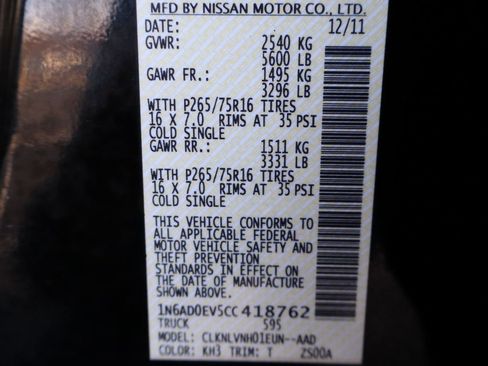 MFD BY NISSAN MOTOR CO., LTD.
DATE: 12/11
GVWR: 2540 KG
5600 LB
GAWR FR.: 1495 KG
3296 LB
WITH P265/75R16 TIRES
16 X 7.0 RIMS AT 35 PSI
COLD SINGLE
GAWR RR.: 1511 KG
3331 LB
WITH P265/75R16 TIRES
16 X 7.0 RIMS AT 35 PSI
COLD SINGLE
THIS VEHICLE CONFORMS TO
ALL APPLICABLE FEDERAL
MOTOR VEHICLE SAFETY AND
THEFT PREVENTION
STANDARDS IN EFFECT ON
THE DATE OF MANUFACTURE
SHOWN ABOVE.
1N6AD0EV5CC418762
TRUCK 595
MODEL: CLKNLVNH01EUN--AAD
COLOR: KH3 TRIM: T ZS00A